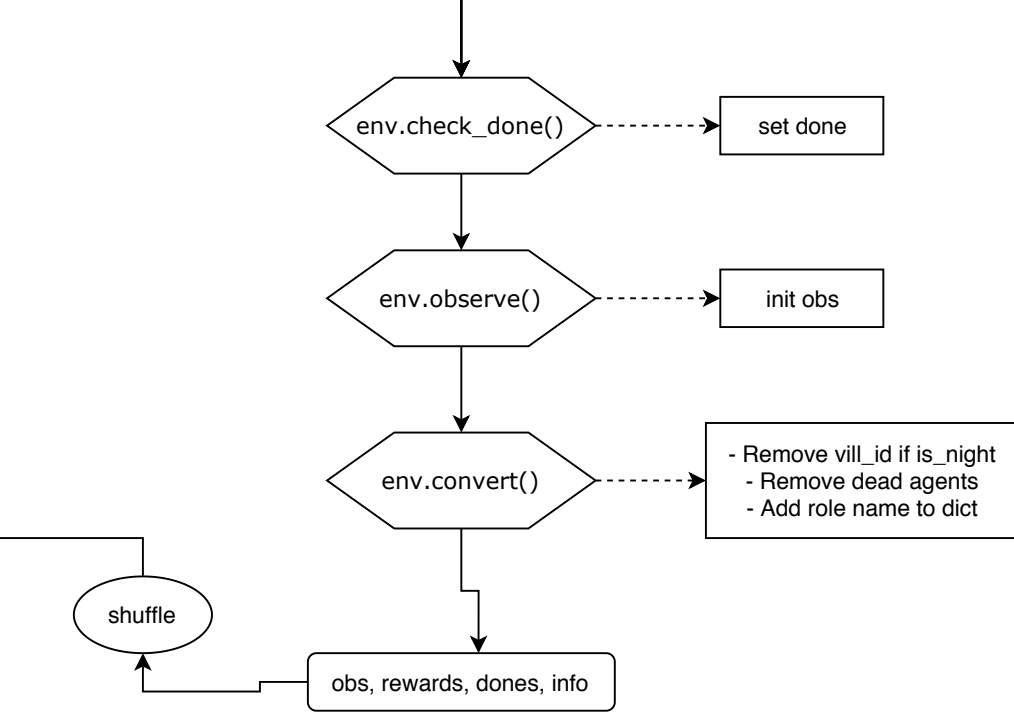 env.check_done()
set done
env.observe()
init obs
env.convert()
- Remove vill_id if is_night
- Remove dead agents
- Add role name to dict
shuffle
obs, rewards, dones, info